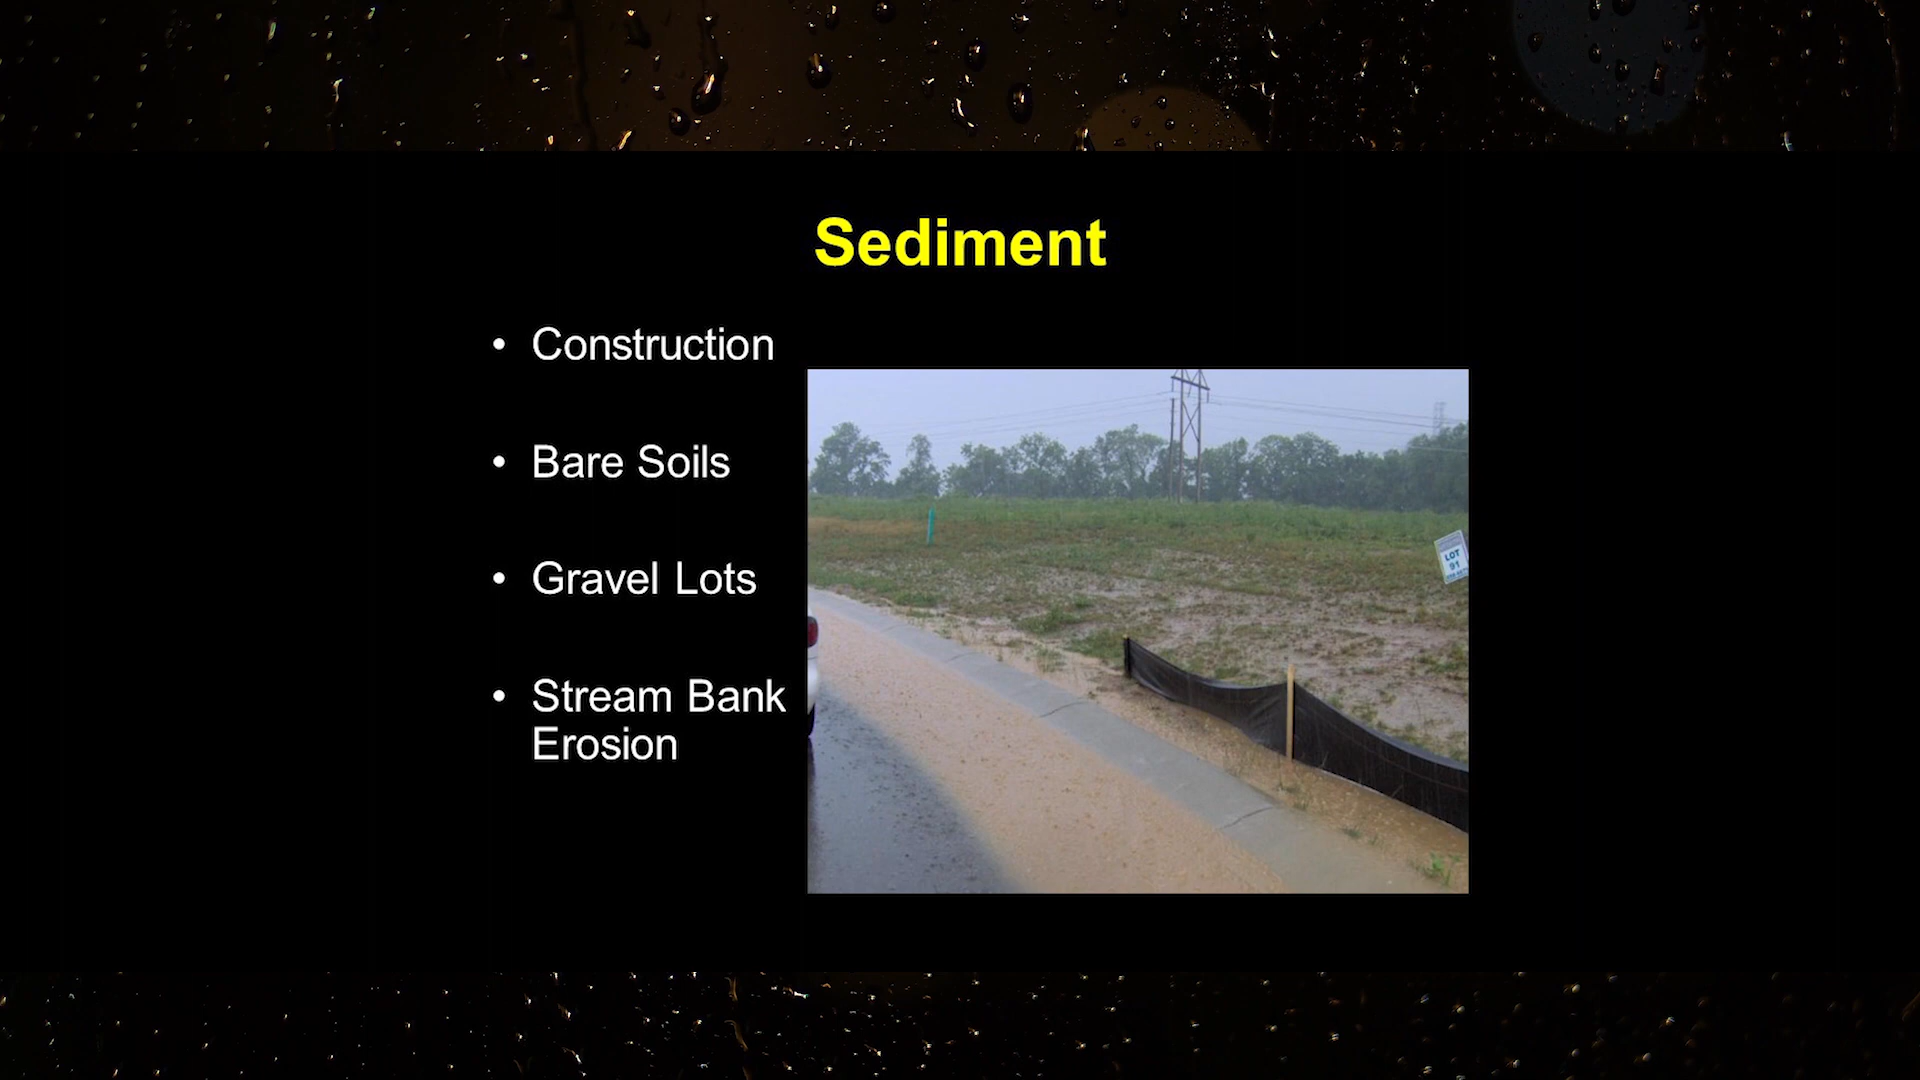 Sediment
• Construction
• Bare Soils
• Gravel Lots
• Stream Bank
Erosion
LOT
91